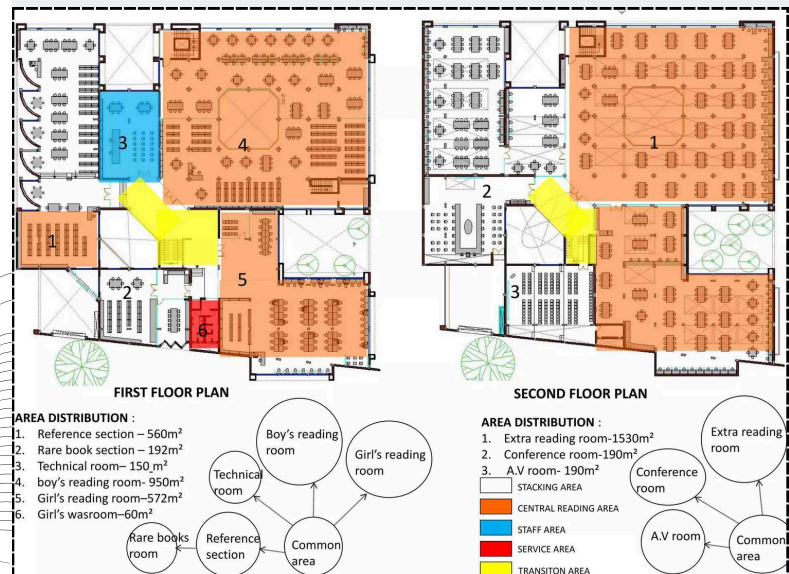 3
4
1
2
5
6
1
2
3
FIRST FLOOR PLAN
SECOND FLOOR PLAN
AREA DISTRIBUTION :
1. Reference section – 560m²
2. Rare book section – 192m²
3. Technical room– 150 m²
4. boy's reading room- 950m²
5. Girl's reading room–572m²
6. Girl's wasroom–60m²
Boy's reading room
Girl's reading room
Technical room
Rare books room
Reference section
Common area
AREA DISTRIBUTION :
1. Extra reading room-1530m²
2. Conference room-190m²
3. A.V room- 190m²
STACKING AREA
CENTRAL READING AREA
STAFF AREA
SERVICE AREA
TRANSITON AREA
Extra reading room
Conference room
A.V room
Common area